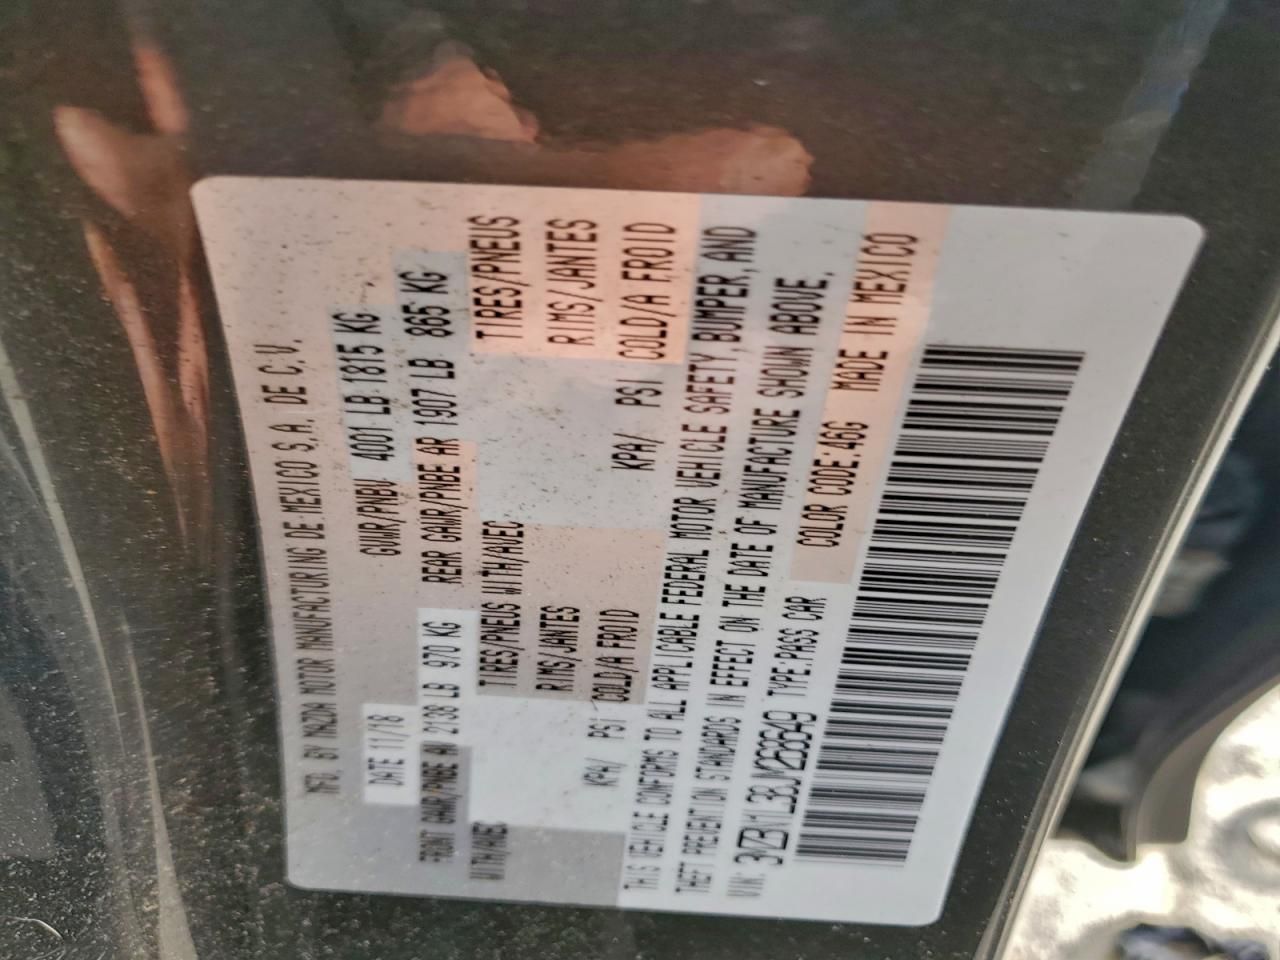 MFD. BY MAZDA MOTOR MANUFACTURING DE MEXICO S.A. DE C.V.
DATE 11/18 GVWR/PNBV 4001 LB 1815 KG
FRONT GAWR/PNBE AV 2138 LB 970 KG REAR GAWR/PNBE AR 1907 LB 865 KG
WITH/AVEC TIRES/PNEUS WITH/AVEC TIRES/PNEUS
RIMS/JANTES RIMS/JANTES
KPA/ PSi COLD/A FROID KPA/ PSi COLD/A FROID
THIS VEHICLE CONFORMS TO ALL APPLICABLE FEDERAL MOTOR VEHICLE SAFETY, BUMPER, AND
THEFT PREVENTION STANDARDS IN EFFECT ON THE DATE OF MANUFACTURE SHOWN ABOVE.
VIN: TYPE:PASS CAR COLOR CODE:46G MADE IN MEXICO